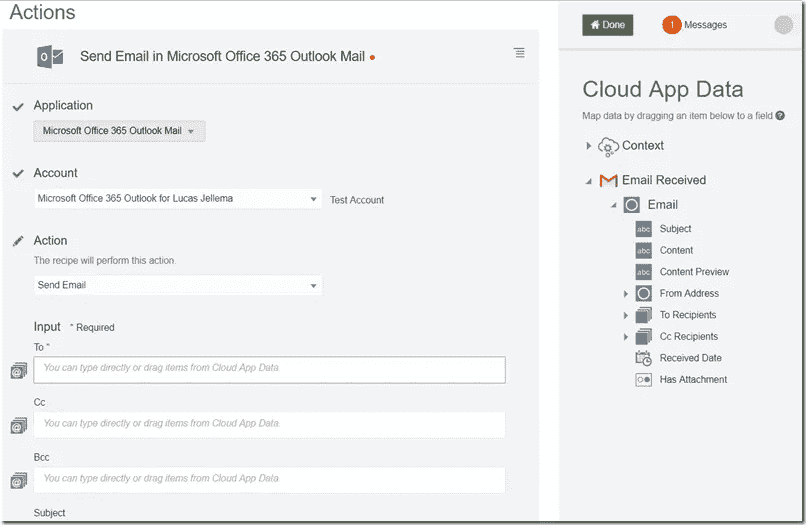 Actions
Send Email in Microsoft Office 365 Outlook Mail
Application
Microsoft Office 365 Outlook Mail
Account
Microsoft Office 365 Outlook for Lucas Jellema
Test Account
Action
The recipe will perform this action.
Send Email
Input * Required
To *
You can type directly or drag items from Cloud App Data.
Cc
You can type directly or drag items from Cloud App Data.
Bcc
You can type directly or drag items from Cloud App Data.
Subject
Done
1 Messages
Cloud App Data
Map data by dragging an item below to a field ?
Context
Email Received
Email
abc Subject
abc Content
abc Content Preview
From Address
To Recipients
Cc Recipients
Received Date
Has Attachment